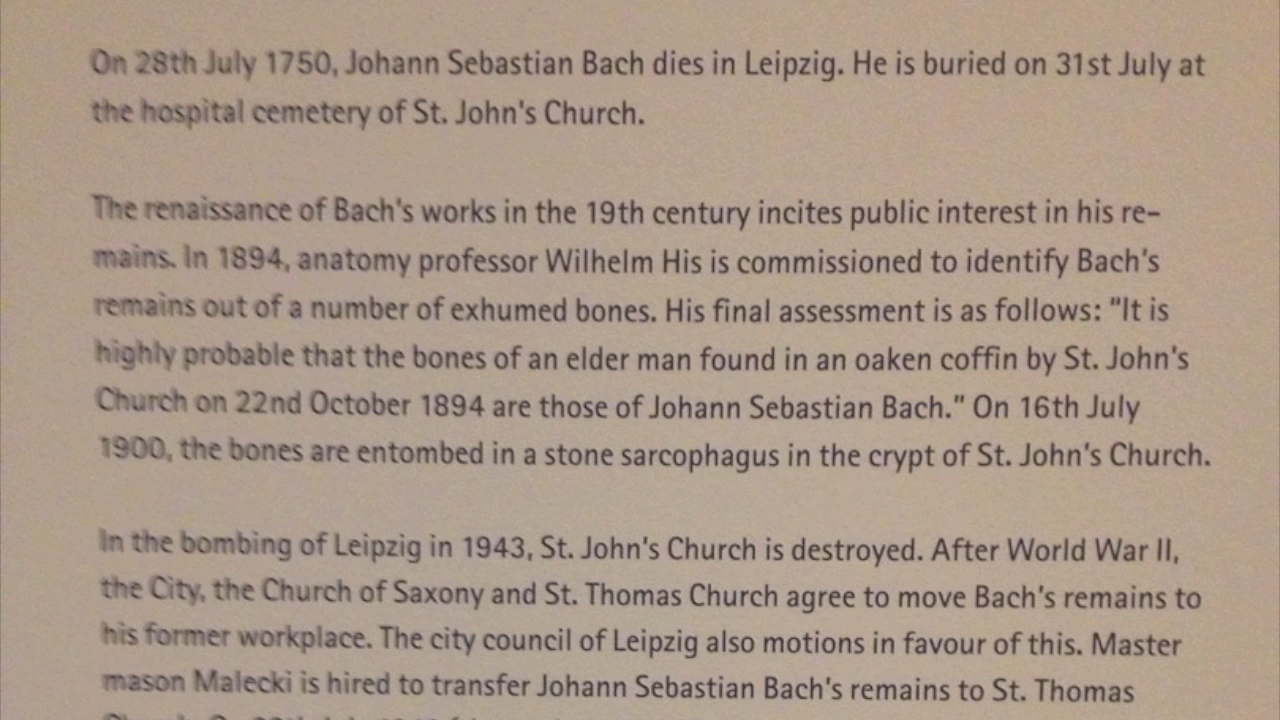 On 28th July 1750, Johann Sebastian Bach dies in Leipzig. He is buried on 31st July at
the hospital cemetery of St. John's Church.
The renaissance of Bach's works in the 19th century incites public interest in his re-
mains. In 1894, anatomy professor Wilhelm His is commissioned to identify Bach's
remains out of a number of exhumed bones. His final assessment is as follows: "It is
highly probable that the bones of an elder man found in an oaken coffin by St. John's
Church on 22nd October 1894 are those of Johann Sebastian Bach." On 16th July
1900, the bones are entombed in a stone sarcophagus in the crypt of St. John's Church.
In the bombing of Leipzig in 1943, St. John's Church is destroyed. After World War II,
the City, the Church of Saxony and St. Thomas Church agree to move Bach's remains to
his former workplace. The city council of Leipzig also motions in favour of this. Master
mason Malecki is hired to transfer Johann Sebastian Bach's remains to St. Thomas